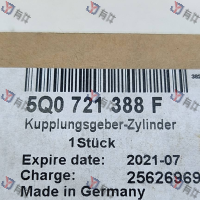 5Q0 721 388 F
Kupplungsgeber-Zylinder
1Stück
Expire date: 2021-07
Charge: 25626969
Made in Germany